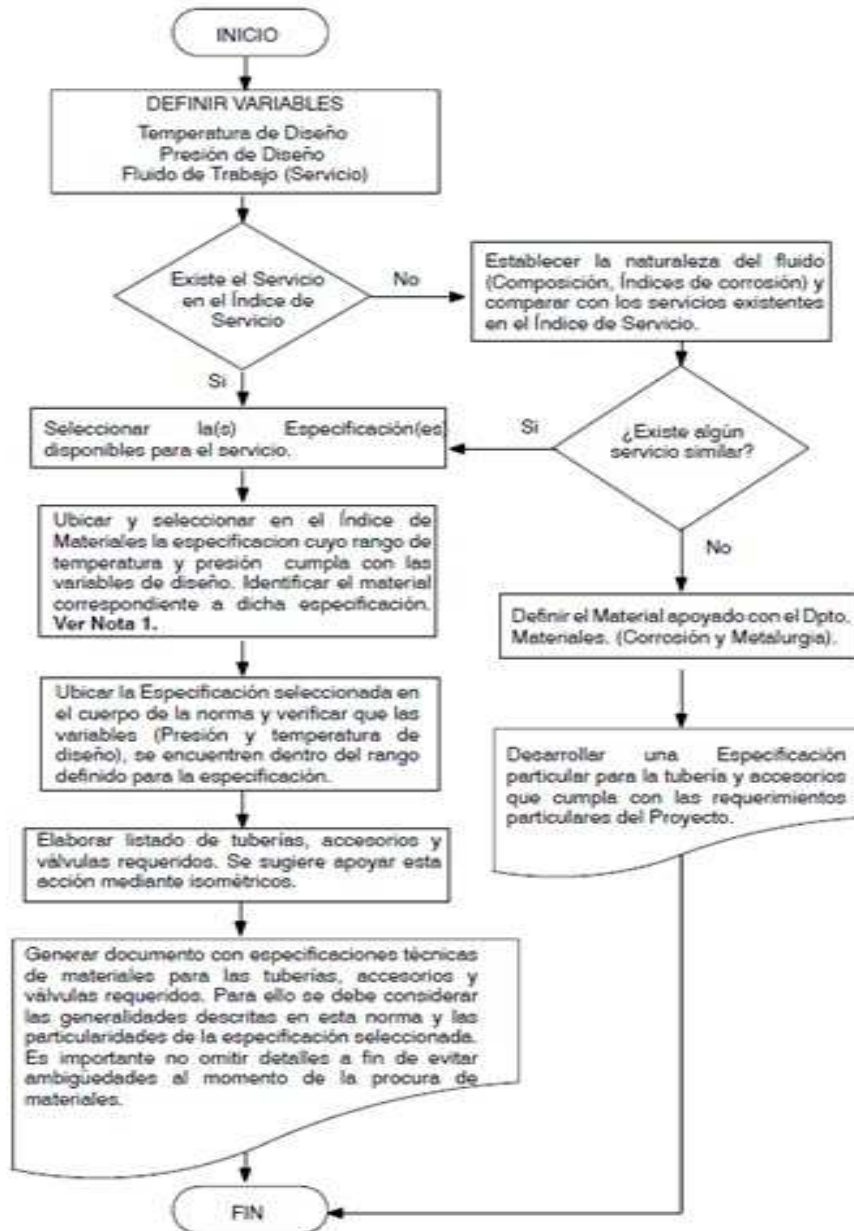 INICIO
DEFINIR VARIABLES
Temperatura de Diseño
Presión de Diseño
Fluido de Trabajo (Servicio)
Existe el Servicio
en el Índice de
Servicio
No
Establecer la naturaleza del fluido
(Composición, Índices de corrosión) y
comparar con los servicios existentes
en el Índice de Servicio.
Si
¿Existe algún
servicio similar?
Si
Seleccionar la(s) Especificación(es)
disponibles para el servicio.
No
Ubicar y seleccionar en el Índice de
Materiales la especificacion cuyo rango de
temperatura y presión cumpla con las
variables de diseño. Identificar el material
correspondiente a dicha especificación.
Ver Nota 1.
Definir el Material apoyado con el Dpto.
Materiales. (Corrosión y Metalurgia).
Ubicar la Especificación seleccionada en
el cuerpo de la norma y verificar que las
variables (Presión y temperatura de
diseño), se encuentren dentro del rango
definido para la especificación.
Desarrollar una Especificación
particular para la tubería y accesorios
que cumpla con las requerimientos
particulares del Proyecto.
Elaborar listado de tuberías, accesorios y
válvulas requeridos. Se sugiere apoyar esta
acción mediante isométricos.
Generar documento con especificaciones técnicas
de materiales para las tuberías, accesorios y
válvulas requeridos. Para ello se debe considerar
las generalidades descritas en esta norma y las
particularidades de la especificación seleccionada.
Es importante no omitir detalles a fin de evitar
ambigüedades al momento de la procura de
materiales.
FIN